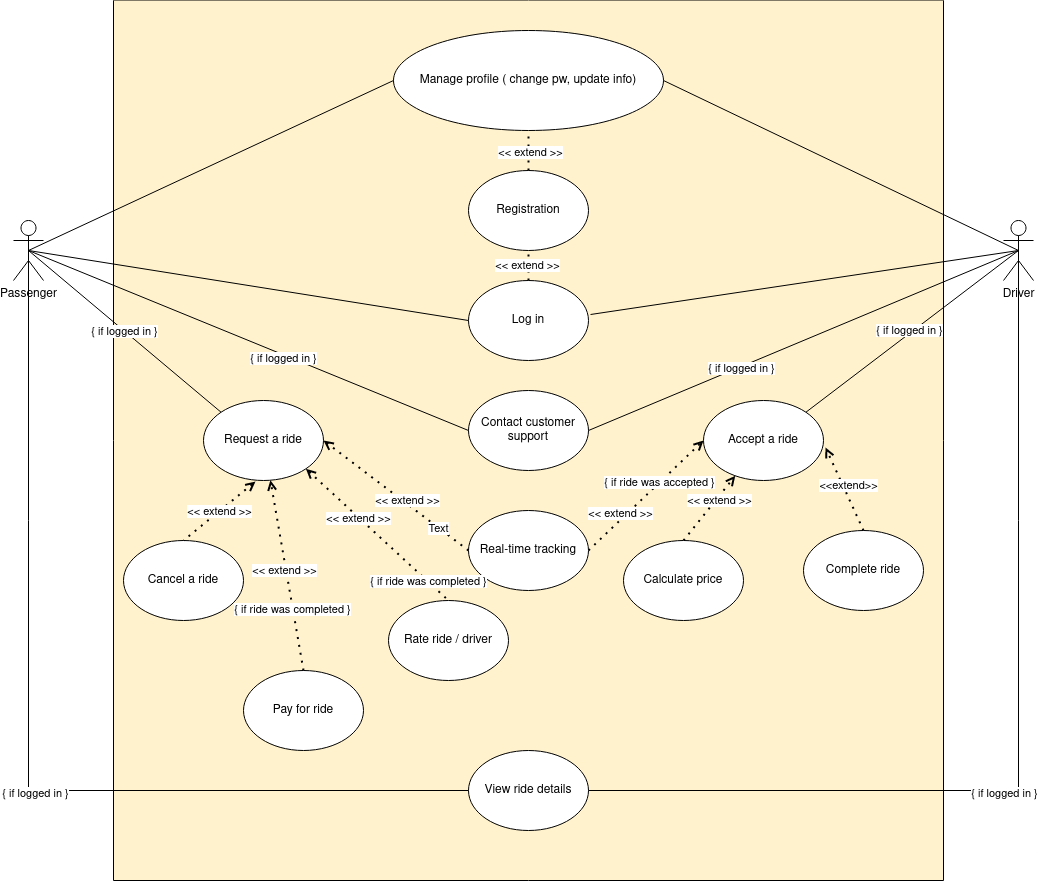 Manage profile ( change pw, update info)
<< extend >>
Registration
<< extend >>
Passenger
Driver
Log in
{ if logged in }
{ if logged in }
{ if logged in }
{ if logged in }
Contact customer
support
Request a ride
Accept a ride
{ if ride was accepted }
<<extend>>
<< extend >>
<< extend >>
<< extend >>
<< extend >>
<< extend >>
Text
Real-time tracking
<< extend >>
Cancel a ride
{ if ride was completed }
Calculate price
Complete ride
{ if ride was completed }
Rate ride / driver
Pay for ride
View ride details
{ if logged in }
{ if logged in }